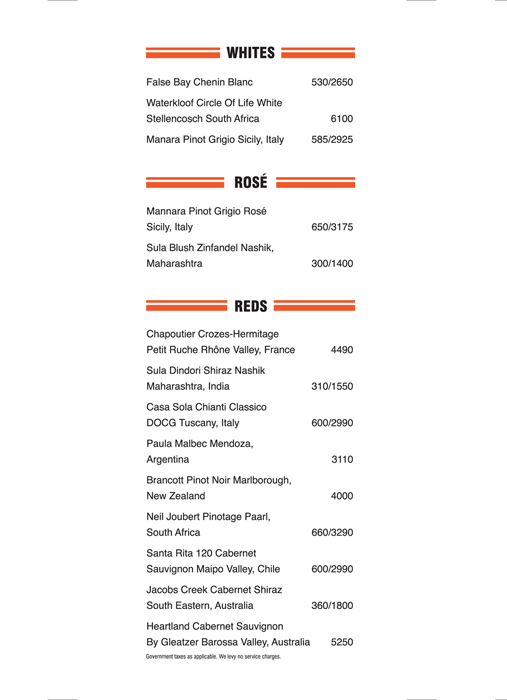 WHITES
False Bay Chenin Blanc 530/2650
Waterkloof Circle Of Life White
Stellencosch South Africa 6100
Manara Pinot Grigio Sicily, Italy 585/2925
ROSÉ
Mannara Pinot Grigio Rosé
Sicily, Italy 650/3175
Sula Blush Zinfandel Nashik,
Maharashtra 300/1400
REDS
Chapoutier Crozes-Hermitage
Petit Ruche Rhône Valley, France 4490
Sula Dindori Shiraz Nashik
Maharashtra, India 310/1550
Casa Sola Chianti Classico
DOCG Tuscany, Italy 600/2990
Paula Malbec Mendoza,
Argentina 3110
Brancott Pinot Noir Marlborough,
New Zealand 4000
Neil Joubert Pinotage Paarl,
South Africa 660/3290
Santa Rita 120 Cabernet
Sauvignon Maipo Valley, Chile 600/2990
Jacobs Creek Cabernet Shiraz
South Eastern, Australia 360/1800
Heartland Cabernet Sauvignon
By Gleatzer Barossa Valley, Australia 5250
Government taxes as applicable. We levy no service charges.